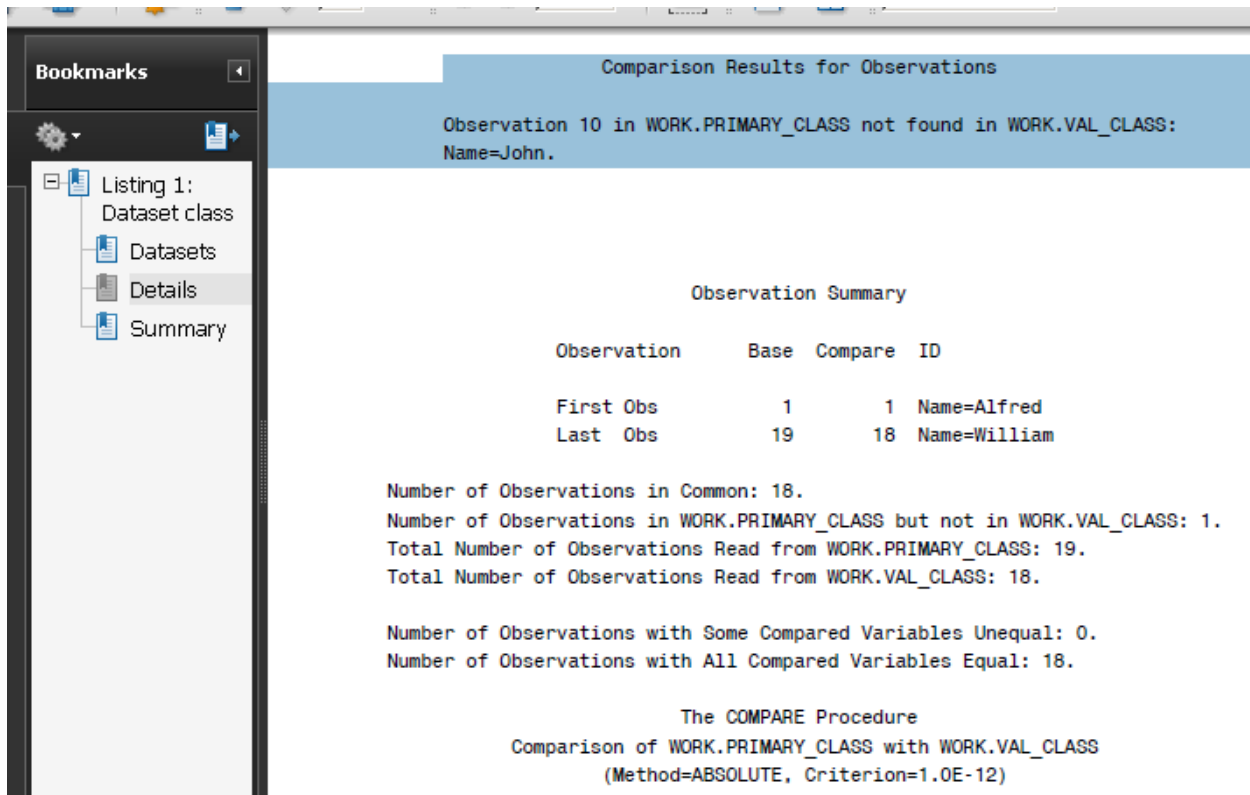 Bookmarks
Listing 1:
Dataset class
Datasets
Details
Summary
Comparison Results for Observations
Observation 10 in WORK.PRIMARY_CLASS not found in WORK.VAL_CLASS:
Name=John.
Observation Summary
Observation Base Compare ID
First Obs 1 1 Name=Alfred
Last Obs 19 18 Name=William
Number of Observations in Common: 18.
Number of Observations in WORK.PRIMARY_CLASS but not in WORK.VAL_CLASS: 1.
Total Number of Observations Read from WORK.PRIMARY_CLASS: 19.
Total Number of Observations Read from WORK.VAL_CLASS: 18.
Number of Observations with Some Compared Variables Unequal: 0.
Number of Observations with All Compared Variables Equal: 18.
The COMPARE Procedure
Comparison of WORK.PRIMARY_CLASS with WORK.VAL_CLASS
(Method=ABSOLUTE, Criterion=1.0E-12)